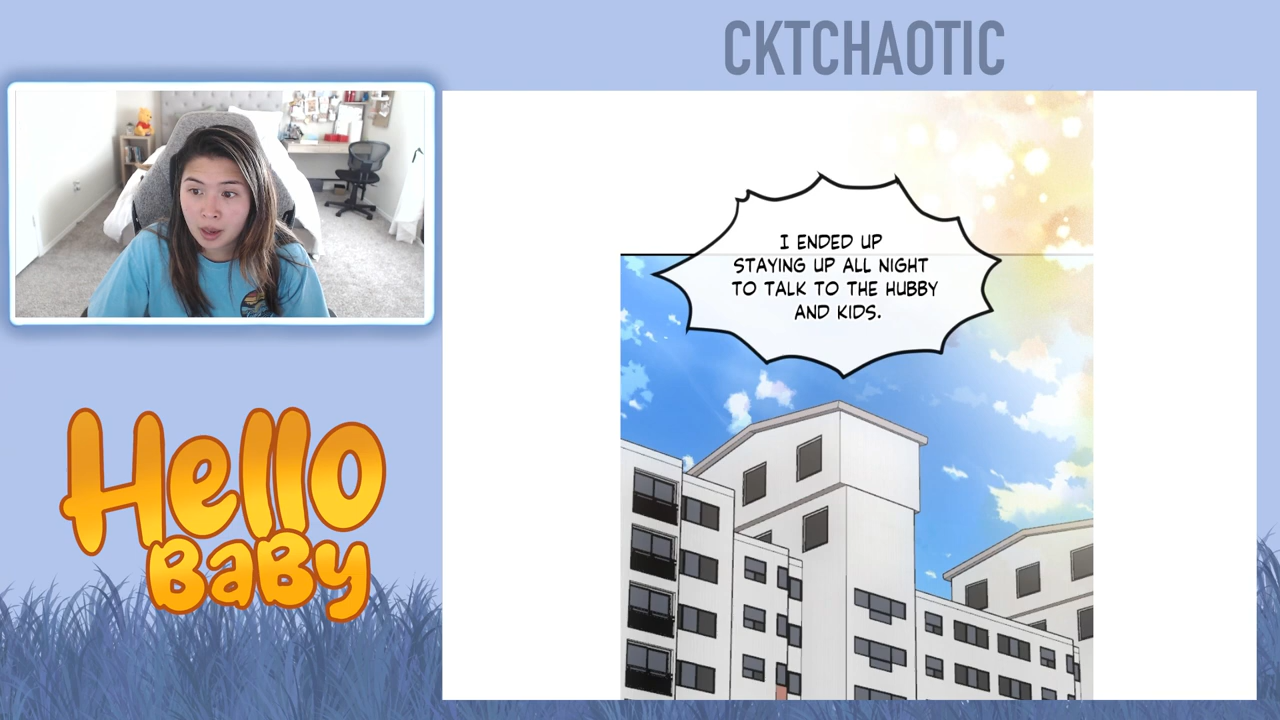 CKTCHAOTIC
I ENDED UP
STAYING UP ALL NIGHT
TO TALK TO THE HUBBY
AND KIDS.
Hello
BaBy